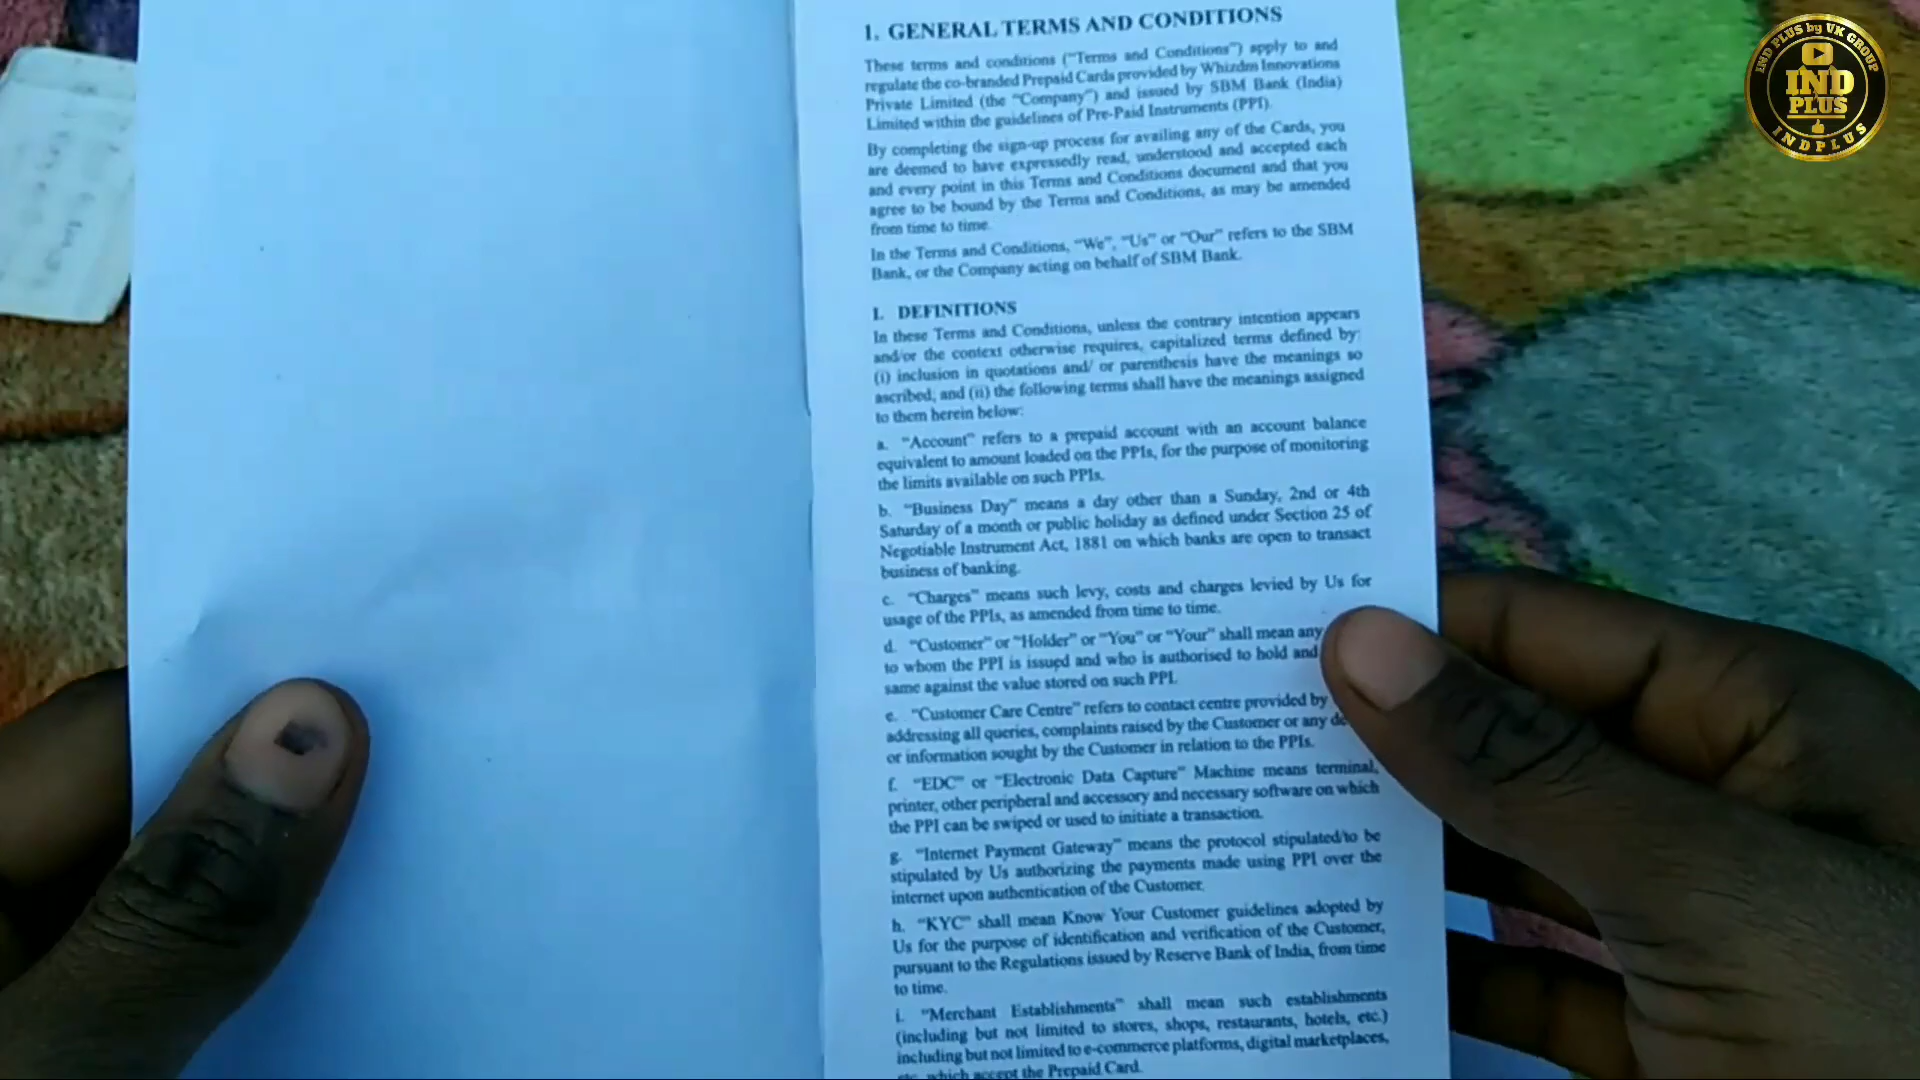 1. GENERAL TERMS AND CONDITIONS
These terms and conditions (“Terms and Conditions”) apply to and
regulate the co-branded Prepaid Cards provided by Whizdm Innovations
Private Limited (the “Company”) and issued by SBM Bank (India)
Limited within the guidelines of Pre-Paid Instruments (PPI).
By completing the sign-up process for availing any of the Cards, you
are deemed to have expressedly read, understood and accepted each
and every point in this Terms and Conditions document and that you
agree to be bound by the Terms and Conditions, as may be amended
from time to time.
In the Terms and Conditions, “We”, “Us” or “Our” refers to the SBM
Bank, or the Company acting on behalf of SBM Bank.
I. DEFINITIONS
In these Terms and Conditions, unless the contrary intention appears
and/or the context otherwise requires, capitalized terms defined by:
(i) inclusion in quotations and/ or parenthesis have the meanings so
ascribed; and (ii) the following terms shall have the meanings assigned
to them herein below:
a. “Account” refers to a prepaid account with an account balance
equivalent to amount loaded on the PPIs, for the purpose of monitoring
the limits available on such PPIs.
b. “Business Day” means a day other than a Sunday, 2nd or 4th
Saturday of a month or public holiday as defined under Section 25 of
Negotiable Instrument Act, 1881 on which banks are open to transact
business of banking.
c. “Charges” means such levy, costs and charges levied by Us for
usage of the PPIs, as amended from time to time.
d. “Customer” or “Holder” or “You” or “Your” shall mean any
to whom the PPI is issued and who is authorised to hold and
same against the value stored on such PPI.
e. “Customer Care Centre” refers to contact centre provided by
addressing all queries, complaints raised by the Customer or any
or information sought by the Customer in relation to the PPIs.
f. “EDC” or “Electronic Data Capture” Machine means terminal,
printer, other peripheral and accessory and necessary software on which
the PPI can be swiped or used to initiate a transaction.
g. “Internet Payment Gateway” means the protocol stipulated/to be
stipulated by Us authorizing the payments made using PPI over the
internet upon authentication of the Customer.
h. “KYC” shall mean Know Your Customer guidelines adopted by
Us for the purpose of identification and verification of the Customer,
pursuant to the Regulations issued by Reserve Bank of India, from time
to time.
i. “Merchant Establishments” shall mean such establishments
(including but not limited to stores, shops, restaurants, hotels, etc.)
including but not limited to e-commerce platforms, digital marketplaces,
etc. which accept the Prepaid Card.
IND PLUS by VK GROUP
IND
PLUS
INDPLUS